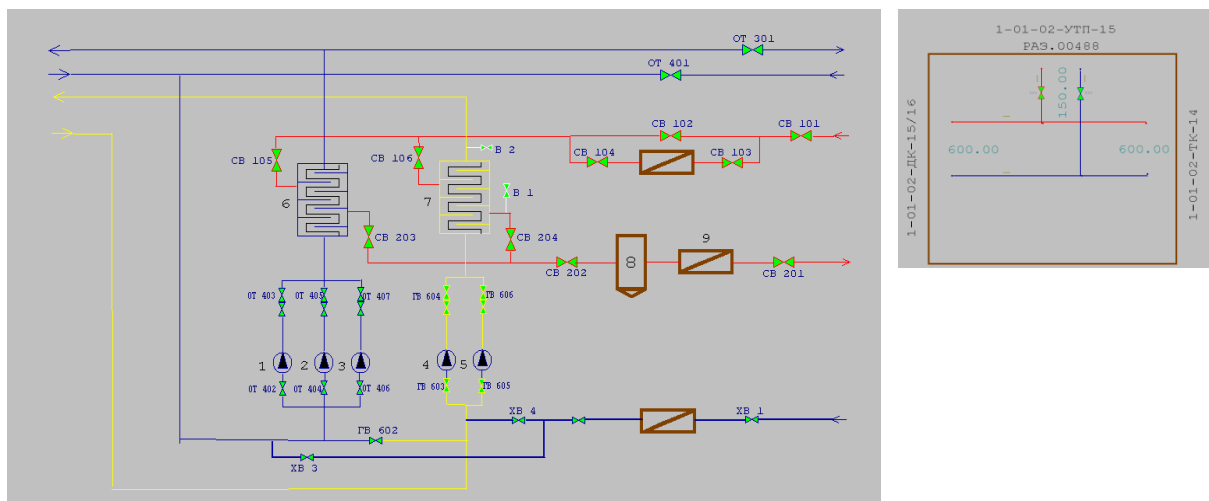 ОТ 301
ОТ 401
СВ 102
СВ 101
СВ 105
СВ 106
В 2
СВ 104
СВ 103
6
7
В 1
СВ 203
СВ 204
СВ 202
8
9
СВ 201
ОТ 403
ОТ 405
ОТ 407
ГВ 604
ГВ 606
1
2
3
4
5
ОТ 402
ОТ 404
ОТ 406
ГВ 603
ГВ 605
ХВ 4
ХВ 1
ГВ 602
ХВ 3
1-01-02-УТП-15
РАЭ.00488
150.00
600.00
600.00
1-01-02-ДК-15/16
1-01-02-ТК-14